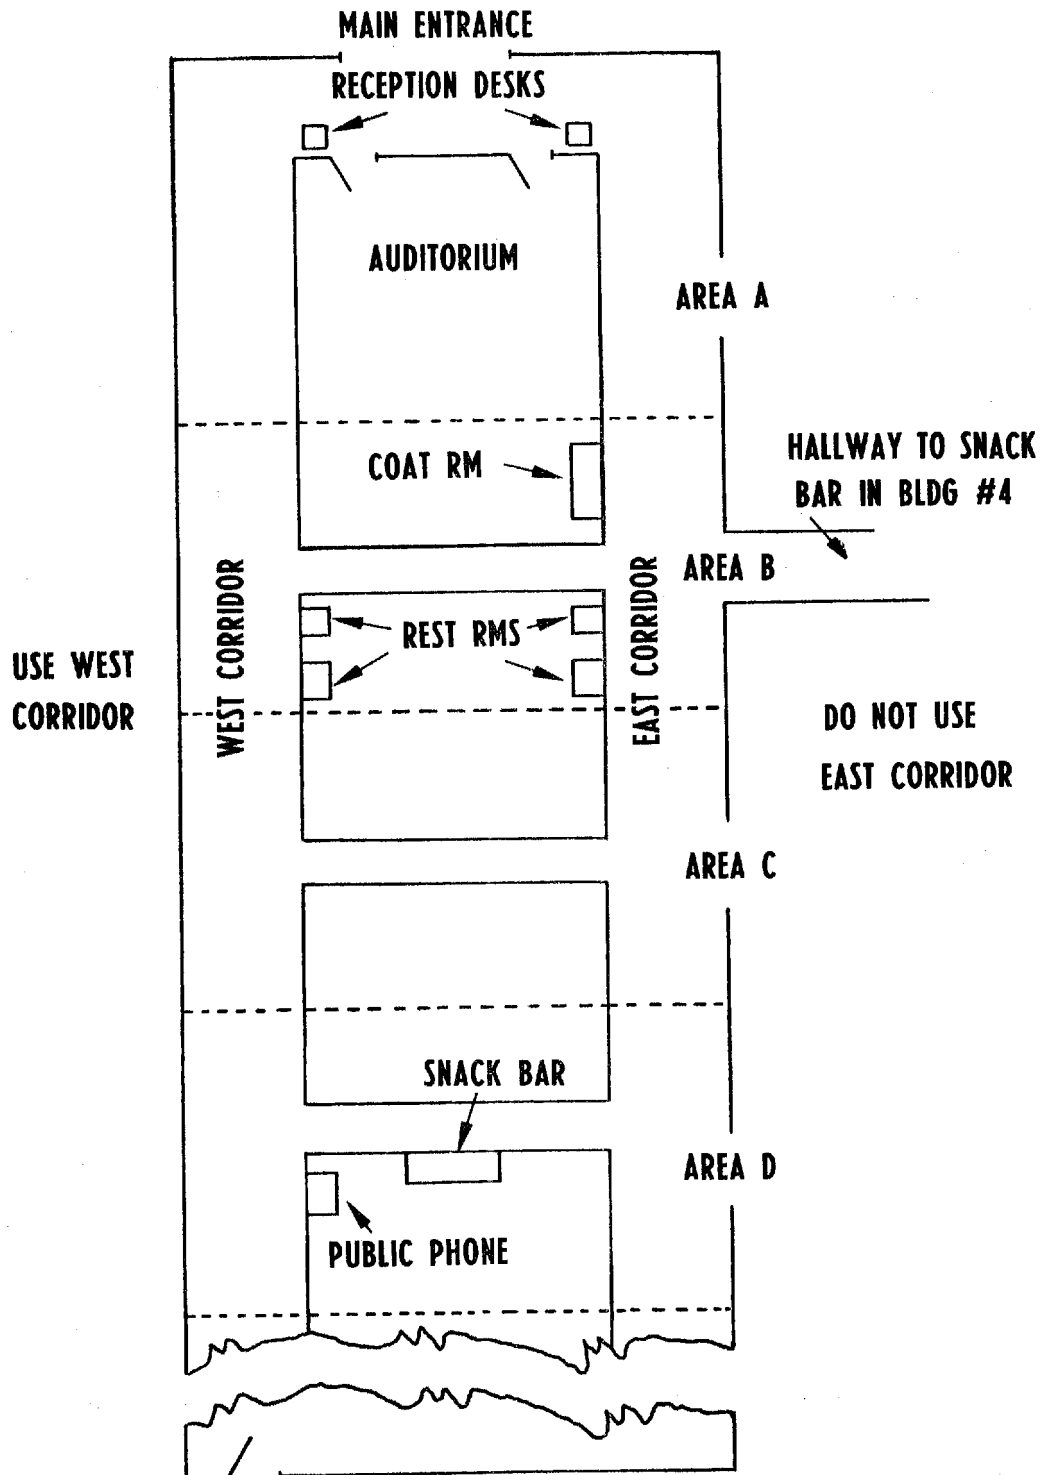 MAIN ENTRANCE
RECEPTION DESKS
AUDITORIUM
AREA A
COAT RM
HALLWAY TO SNACK
BAR IN BLDG #4
AREA B
WEST CORRIDOR
EAST CORRIDOR
REST RMS
USE WEST
CORRIDOR
DO NOT USE
EAST CORRIDOR
AREA C
SNACK BAR
AREA D
PUBLIC PHONE